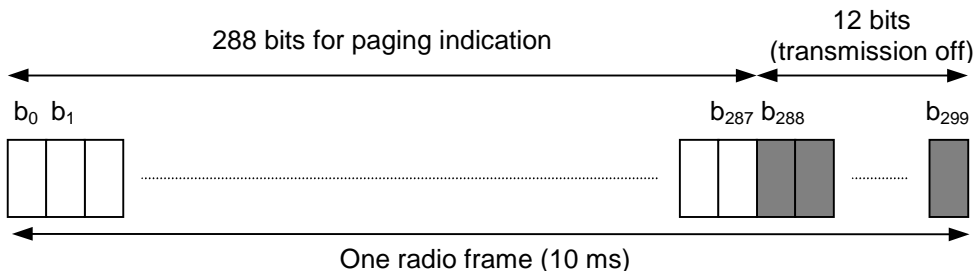 288 bits for paging indication
12 bits
(transmission off)
b0 b1
b287 b288
b299
One radio frame (10 ms)